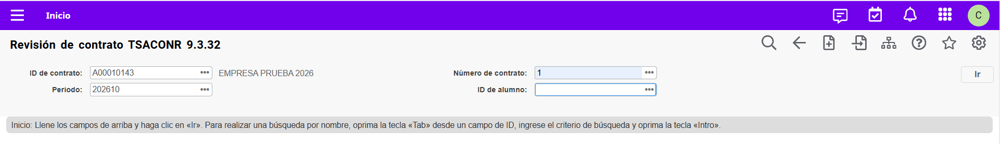 Inicio
C
Revisión de contrato TSACONR 9.3.32
ID de contrato: A00010143 ••• EMPRESA PRUEBA 2026 Número de contrato: 1 ••• Ir
Periodo: 202610 ••• ID de alumno: •••
Inicio: Llene los campos de arriba y haga clic en «Ir». Para realizar una búsqueda por nombre, oprima la tecla «Tab» desde un campo de ID, ingrese el criterio de búsqueda y oprima la tecla «Intro».